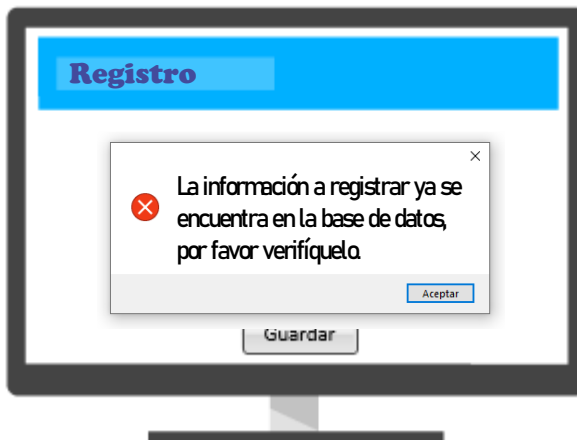 Registro
La información a registrar ya se
encuentra en la base de datos,
por favor verifíquelo.
Aceptar
Guardar